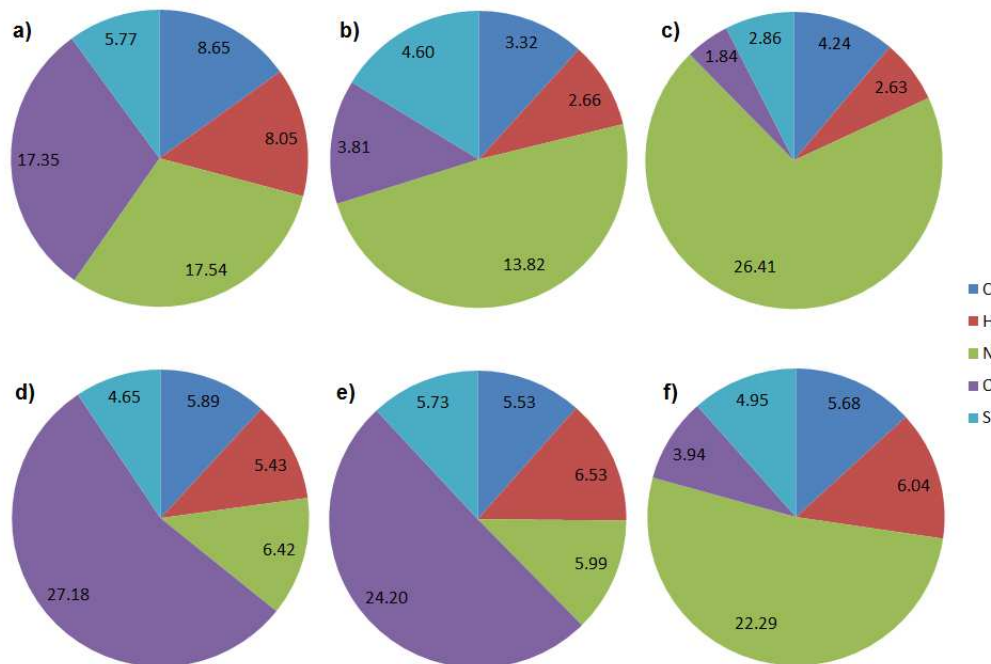 a) 5.77 8.65 8.05 17.54 17.35
b) 4.60 3.32 2.66 13.82 3.81
c) 1.84 2.86 4.24 2.63 26.41
C
H
N
O
S
d) 4.65 5.89 5.43 6.42 27.18
e) 5.73 5.53 6.53 5.99 24.20
f) 4.95 5.68 6.04 22.29 3.94